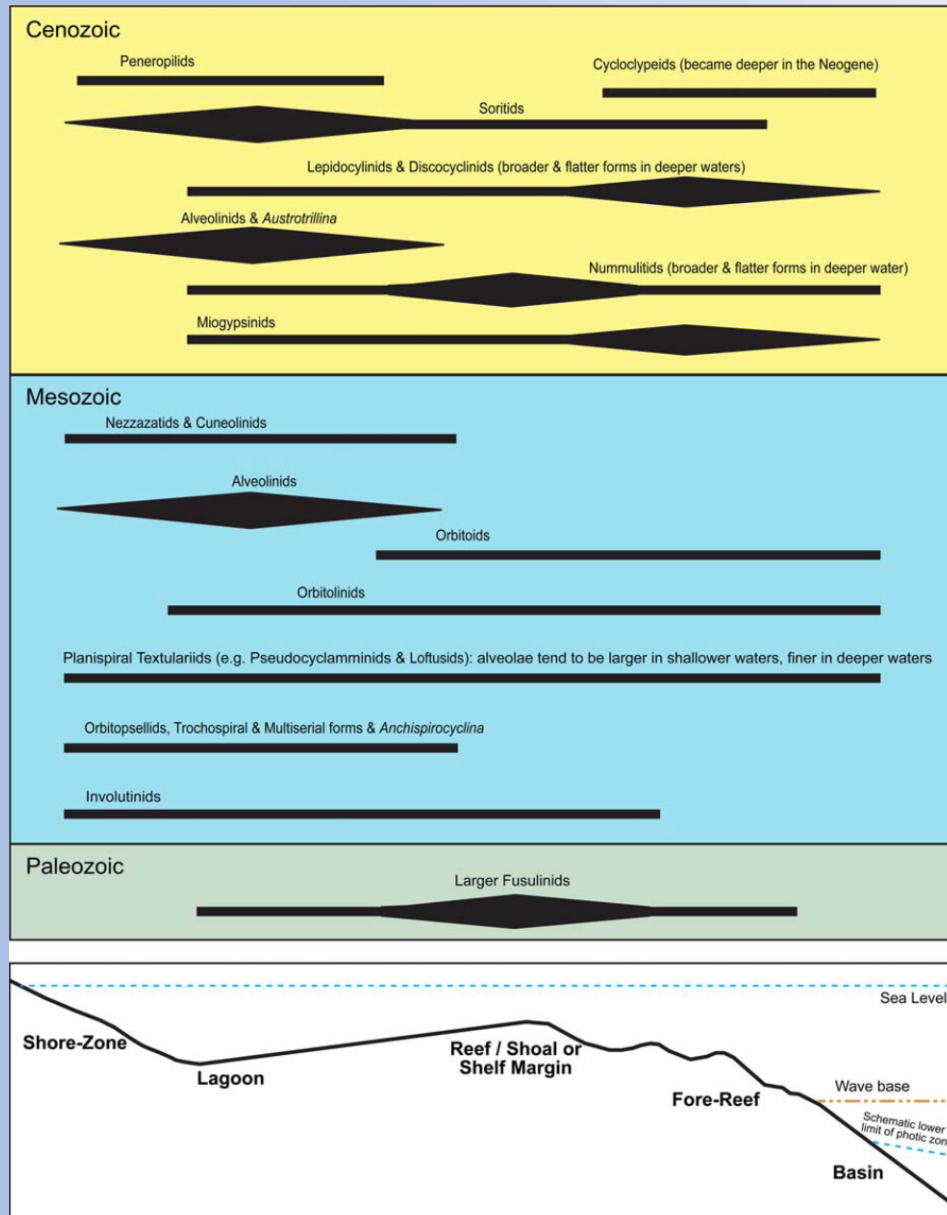 Cenozoic
Peneropilids
Cycloclypeids (became deeper in the Neogene)
Soritids
Lepidocylinids & Discocyclinids (broader & flatter forms in deeper waters)
Alveolinids & Austrotrillina
Nummulitids (broader & flatter forms in deeper water)
Miogypsinids
Mesozoic
Nezzazatids & Cuneolinids
Alveolinids
Orbitoids
Orbitolinids
Planispiral Textulariids (e.g. Pseudocyclamminids & Loftusids): alveolae tend to be larger in shallower waters, finer in deeper waters
Orbitopsellids, Trochospiral & Multiserial forms & Anchispirocyclina
Involutinids
Paleozoic
Larger Fusulinids
Sea Level
Shore-Zone
Lagoon
Reef / Shoal or
Shelf Margin
Fore-Reef
Wave base
Schematic lower
limit of photic zon
Basin